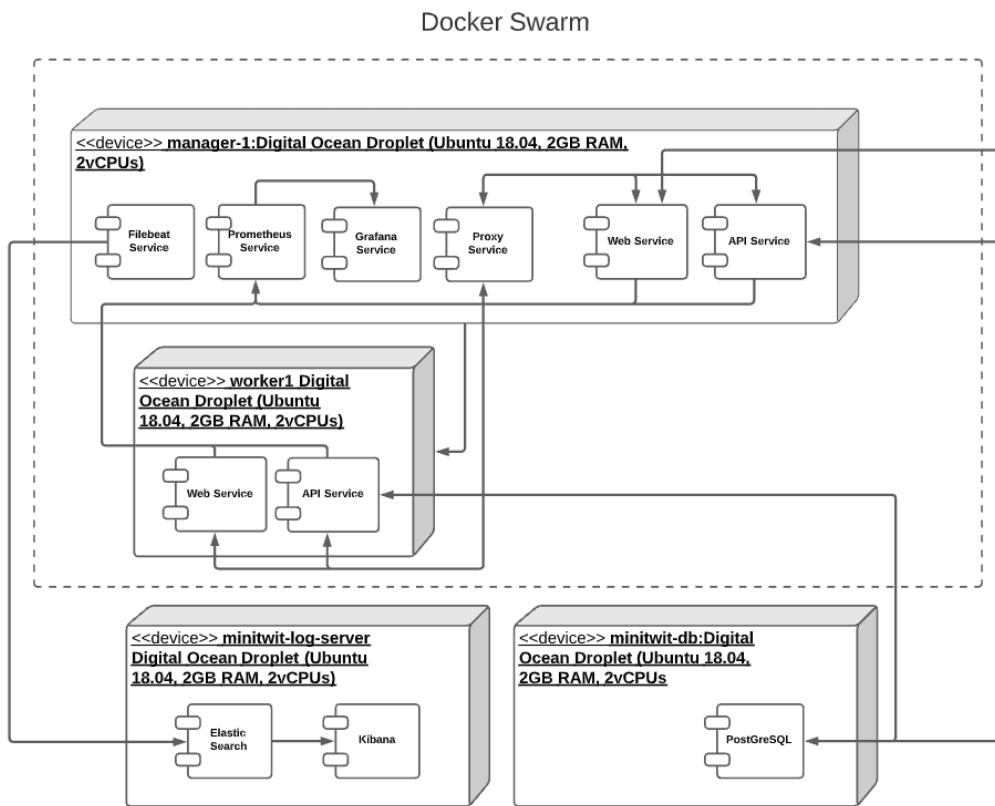 Docker Swarm
<<device>> manager-1:Digital Ocean Droplet (Ubuntu 18.04, 2GB RAM,
2vCPUs)
Filebeat
Service
Prometheus
Service
Grafana
Service
Proxy
Service
Web Service
API Service
<<device>> worker1 Digital
Ocean Droplet (Ubuntu
18.04, 2GB RAM, 2vCPUs)
Web Service
API Service
<<device>> minitwit-log-server
Digital Ocean Droplet (Ubuntu
18.04, 2GB RAM, 2vCPUs)
Elastic
Search
Kibana
<<device>> minitwit-db:Digital
Ocean Droplet (Ubuntu 18.04,
2GB RAM, 2vCPUs
PostGreSQL